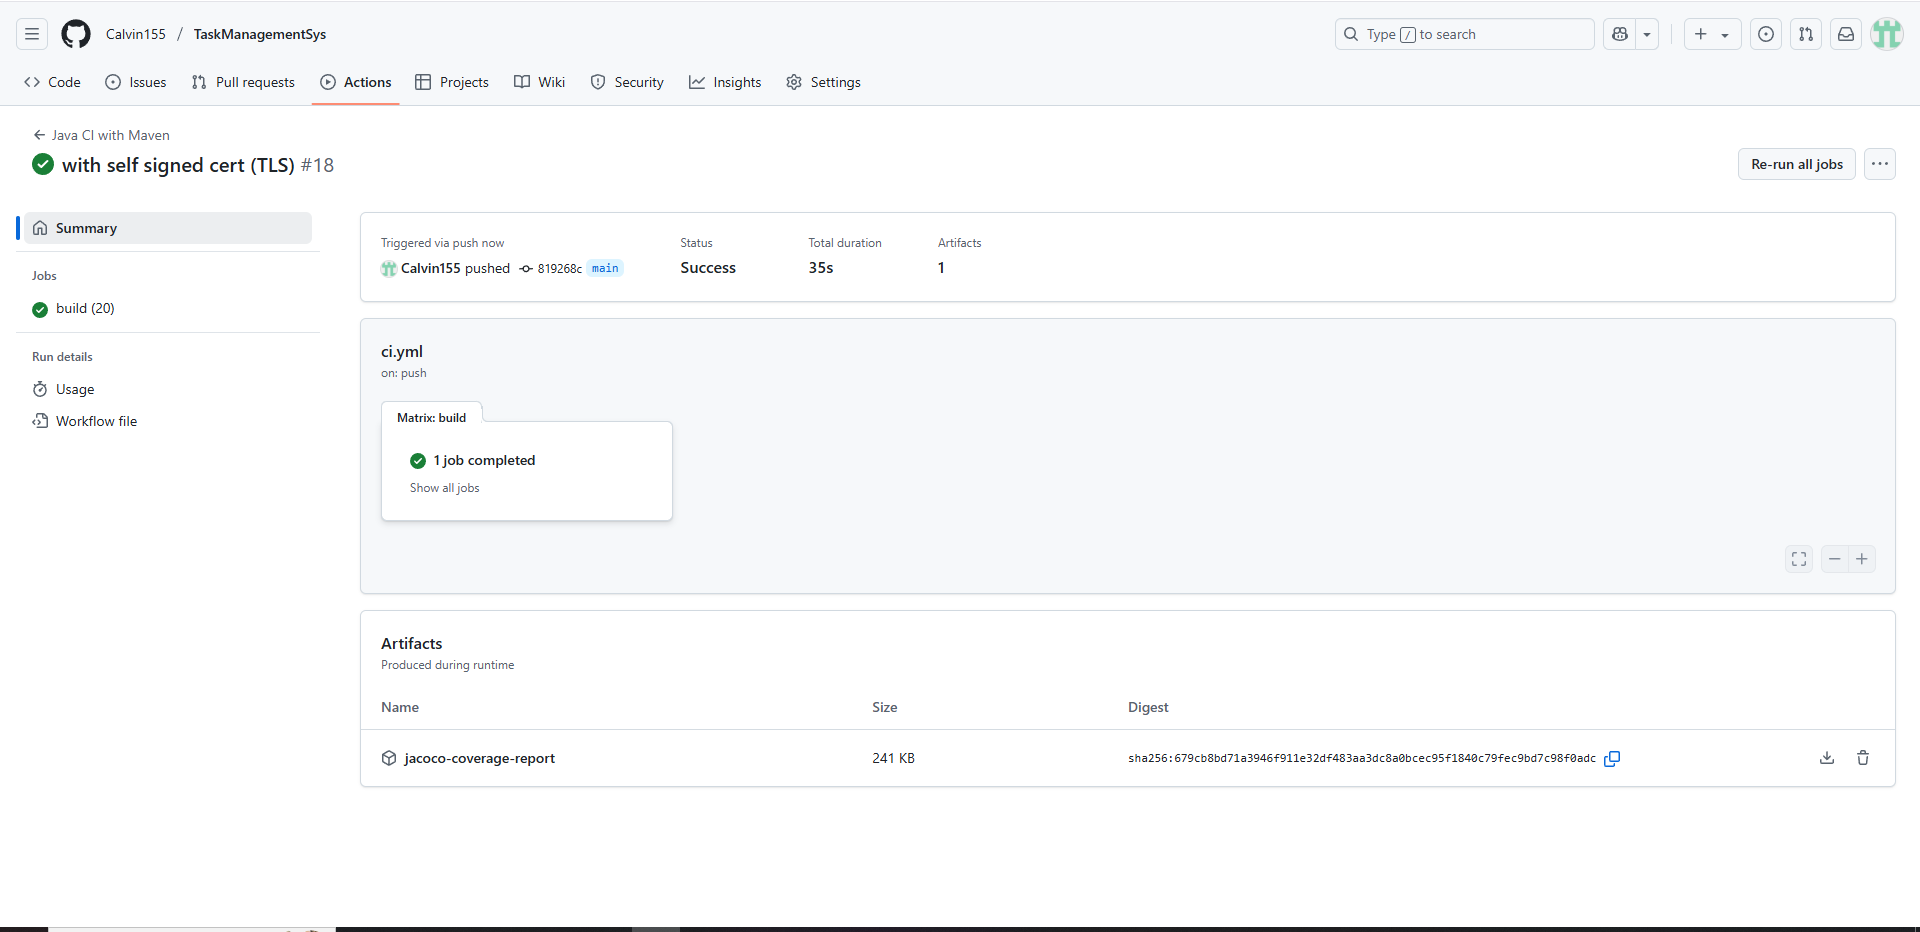 Calvin155 / TaskManagementSys
Type / to search
Code Issues Pull requests Actions Projects Wiki Security Insights Settings
Java CI with Maven
with self signed cert (TLS) #18
Re-run all jobs
Summary
Jobs
build (20)
Run details
Usage
Workflow file
Triggered via push now
Calvin155 pushed 819268c main
Status
Success
Total duration
35s
Artifacts
1
ci.yml
on: push
Matrix: build
1 job completed
Show all jobs
Artifacts
Produced during runtime
Name Size Digest
jacoco-coverage-report 241 KB sha256:679cb8bd71a3946f911e32df483aa3dc8a0bcec95f1840c79fec9bd7c98f0adc